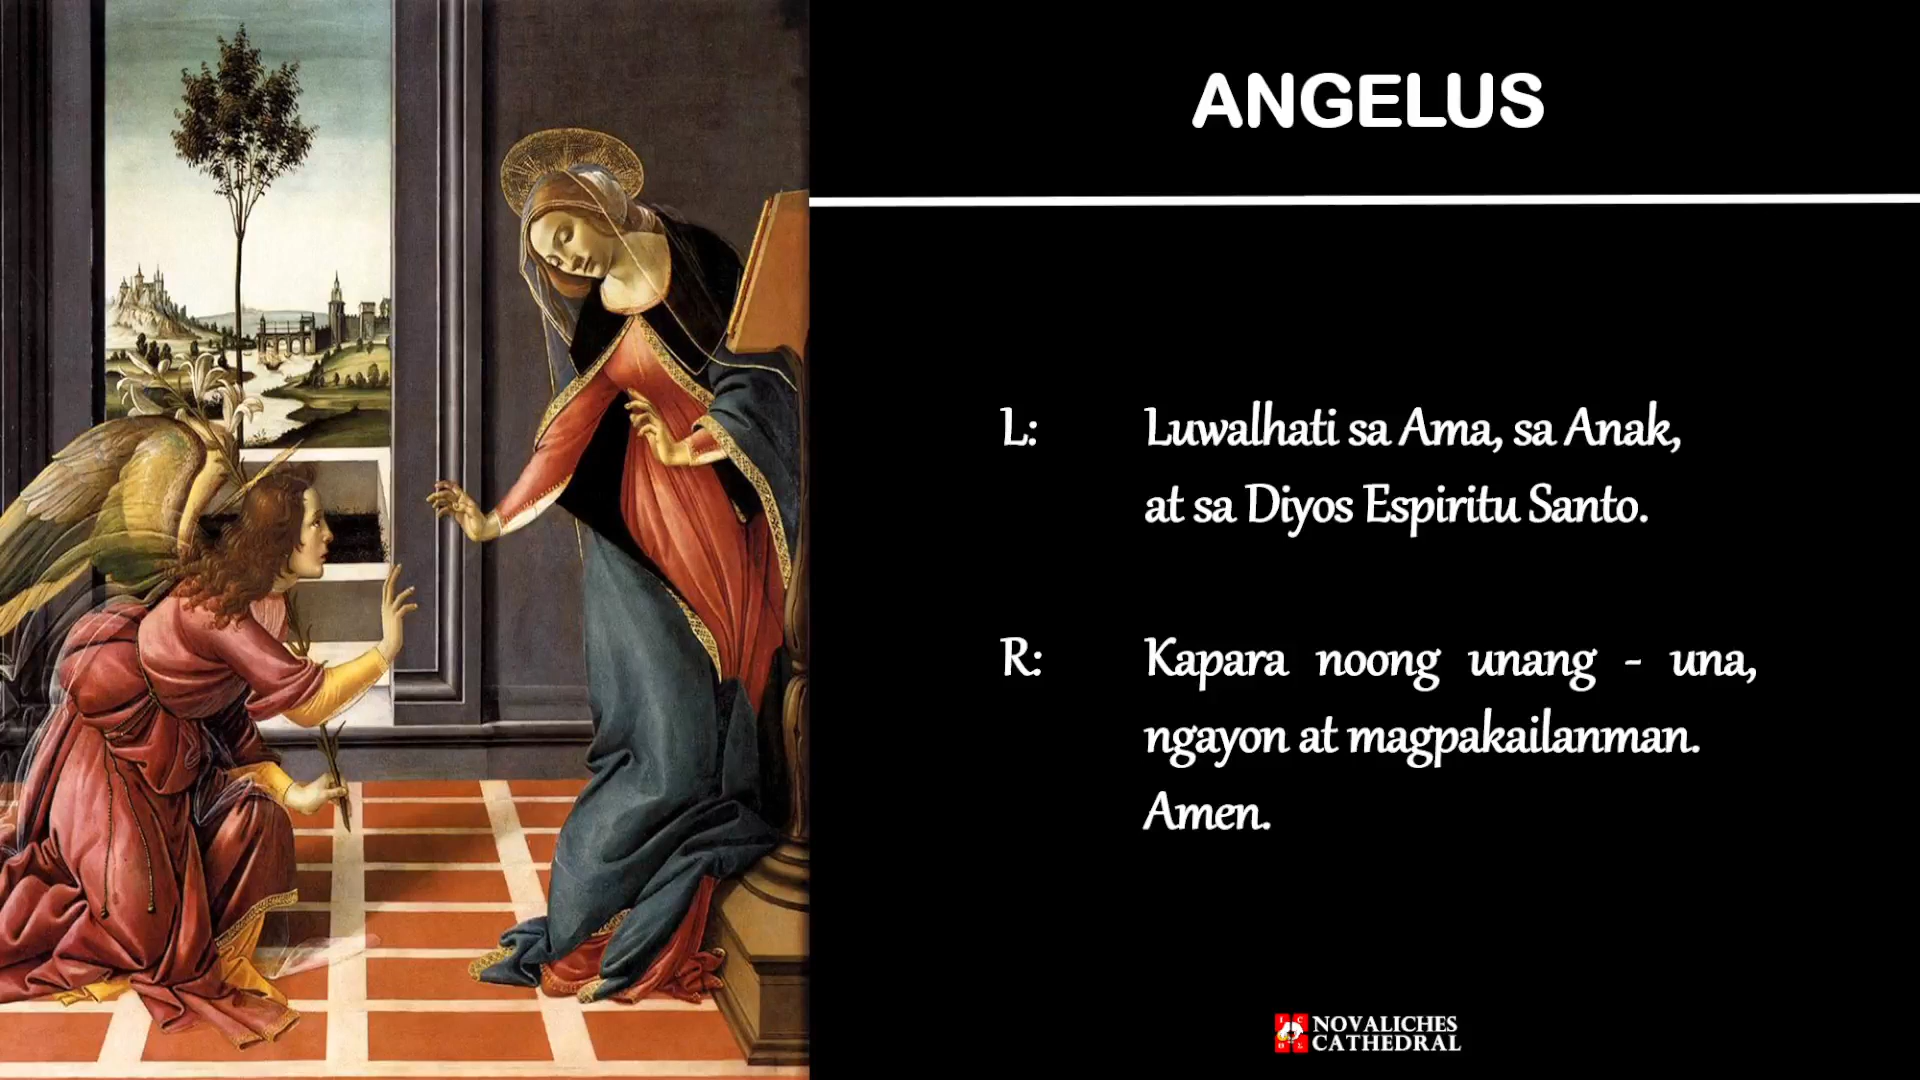 ANGELUS
L: Luwalhati sa Ama, sa Anak,
at sa Diyos Espiritu Santo.
R: Kapara noong unang - una,
ngayon at magpakailanman.
Amen.
NOVALICHES
CATHEDRAL